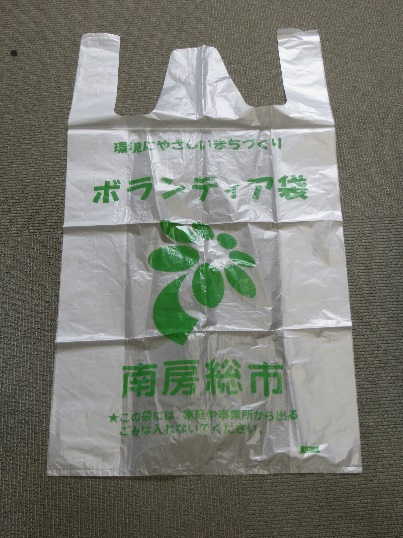 環境にやさしいまちづくり
ボランティア袋
南房総市
★この袋には、家庭や事業所から出る
ごみは入れないでください。